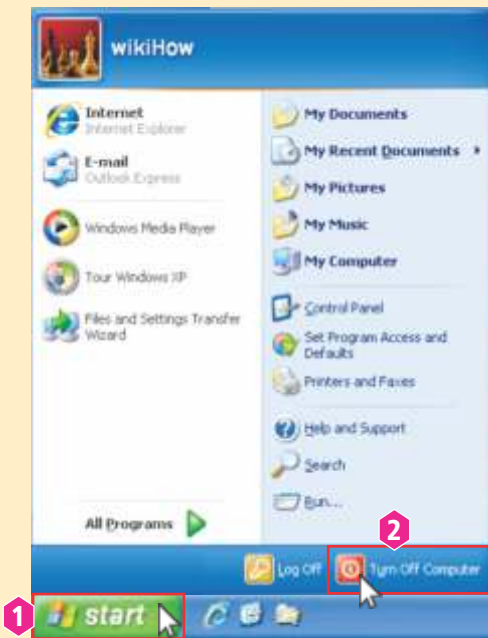 wikiHow
Internet
Internet Explorer
E-mail
Outlook Express
Windows Media Player
Tour Windows XP
Files and Settings Transfer
Wizard
All Programs
My Documents
My Recent Documents
My Pictures
My Music
My Computer
Control Panel
Set Program Access and
Defaults
Printers and Faxes
Help and Support
Search
Run...
2
Log Off
Turn Off Computer
1
start